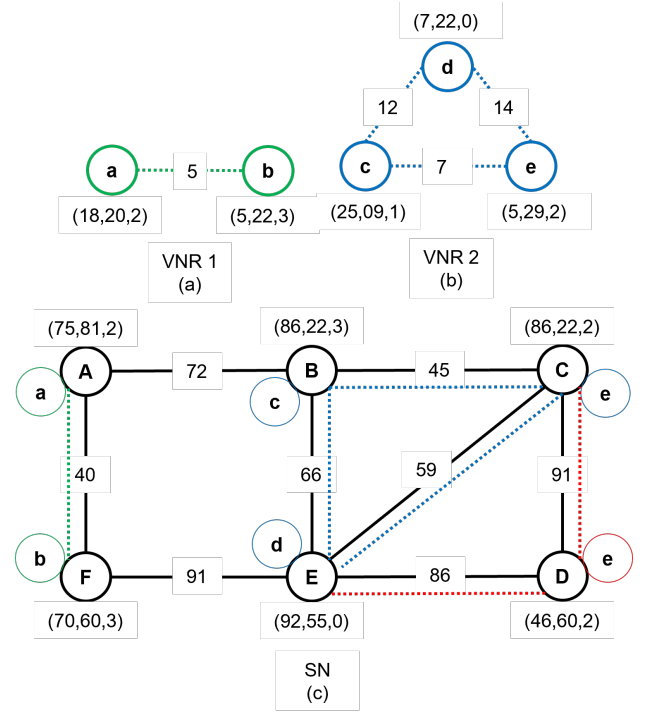 (7,22,0)
d
12
14
a
5
b
c
7
e
(18,20,2)
(5,22,3)
(25,09,1)
(5,29,2)
VNR 1
(a)
VNR 2
(b)
(75,81,2)
(86,22,3)
(86,22,2)
A
72
B
45
C
a
c
e
40
66
59
91
b
d
e
F
91
E
86
D
(70,60,3)
(92,55,0)
(46,60,2)
SN
(c)